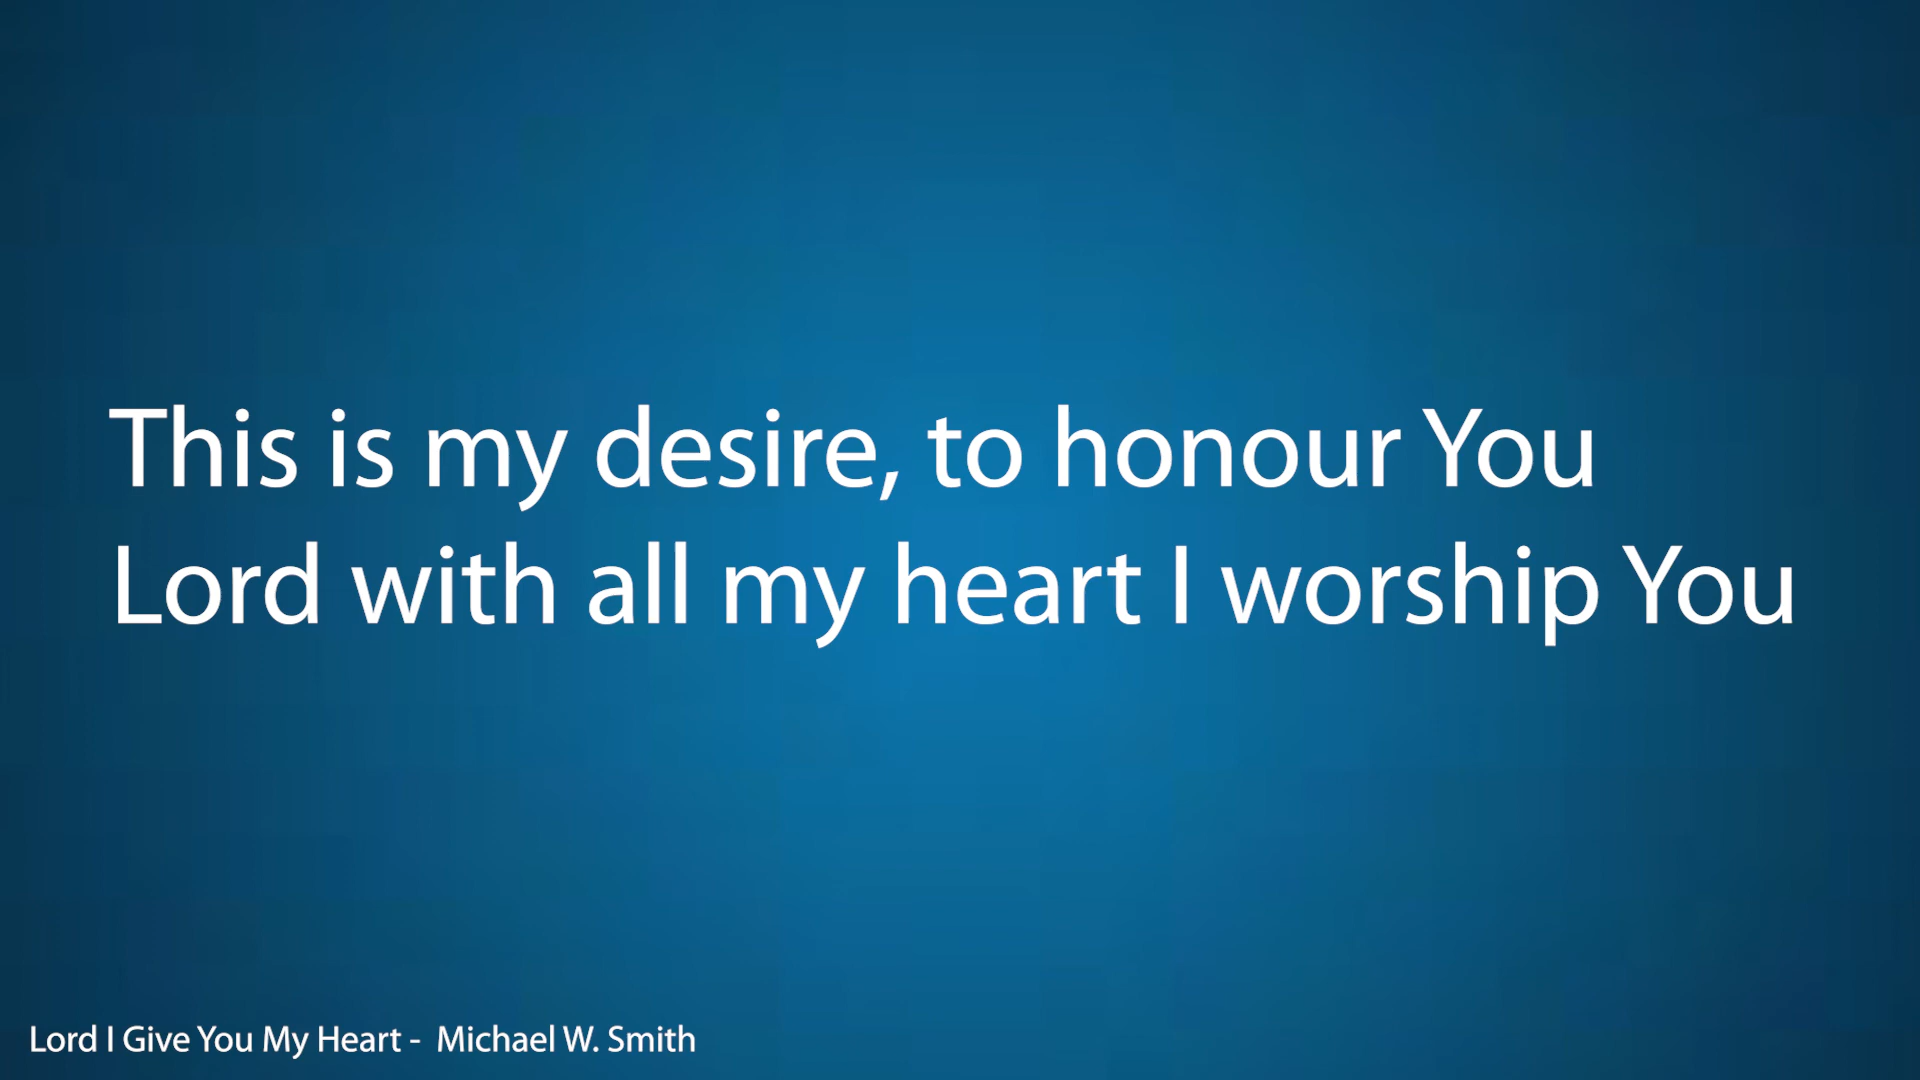 This is my desire, to honour You
Lord with all my heart I worship You
Lord I Give You My Heart -  Michael W. Smith